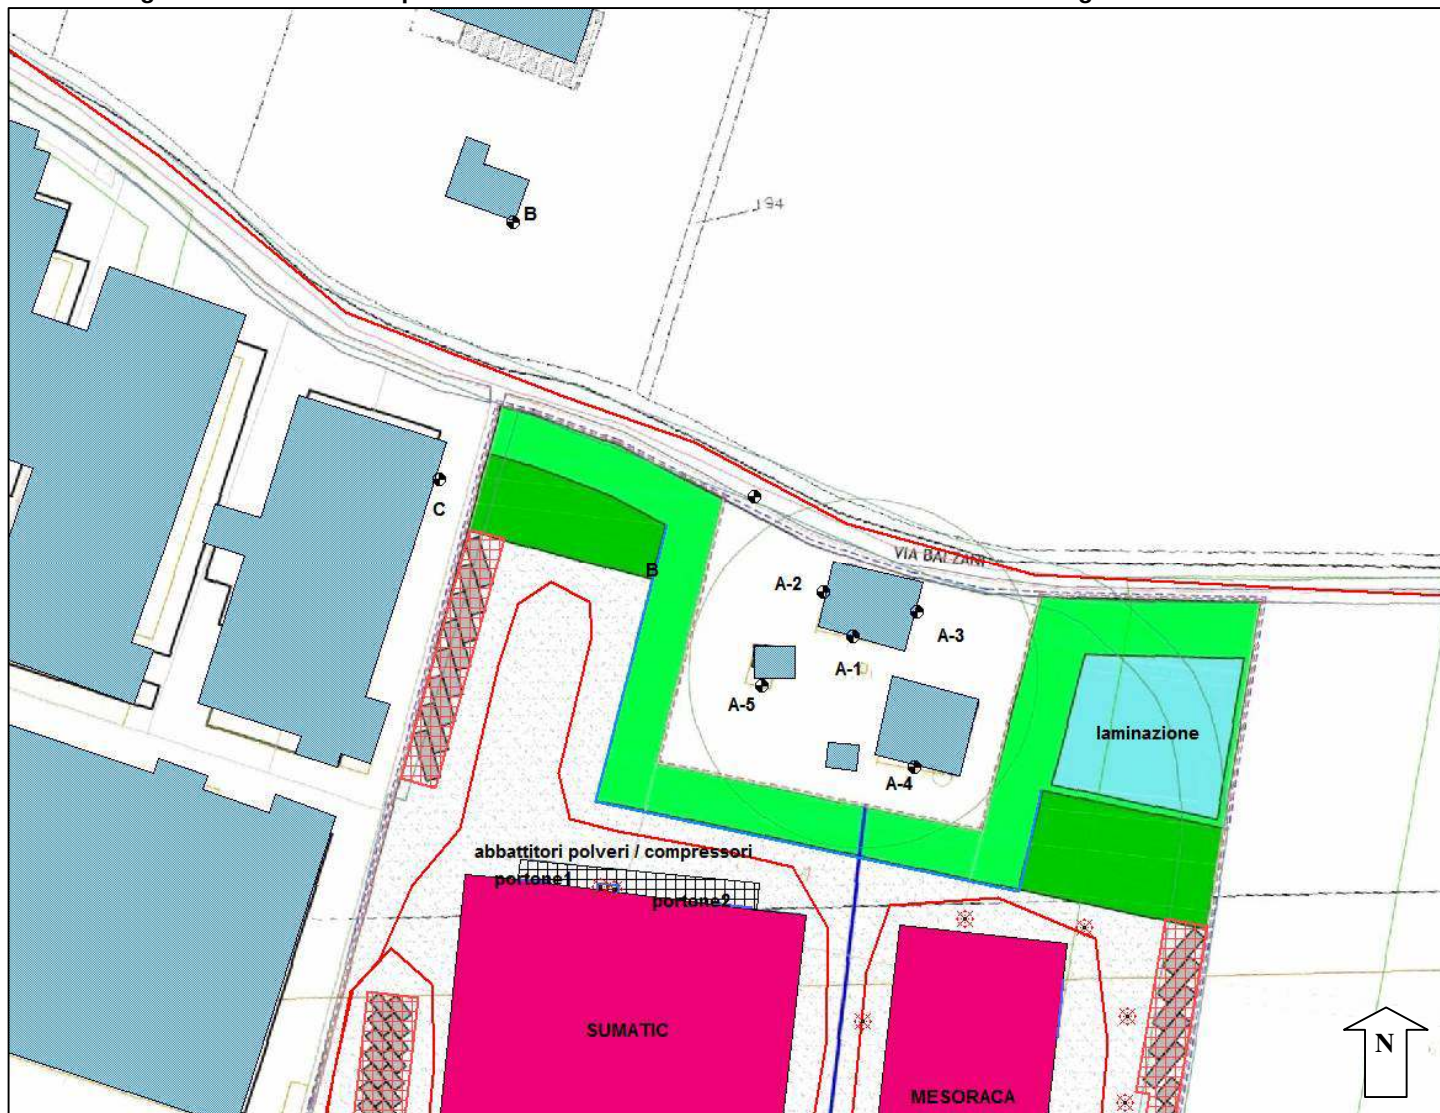 194
B
C
VIA BALZANI
B
A-2
A-3
A-1
A-5
laminazione
A-4
abbattitori polveri / compressori
portone1
portone2
SUMATIC
N
MESORACA